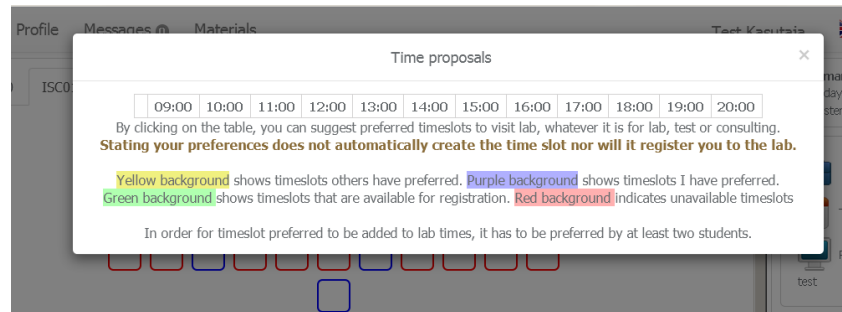 Profile Messages 0 Materials Test Kasutaja
Time proposals ×
ISC0
09:00 10:00 11:00 12:00 13:00 14:00 15:00 16:00 17:00 18:00 19:00 20:00
By clicking on the table, you can suggest preferred timeslots to visit lab, whatever it is for lab, test or consulting.
Stating your preferences does not automatically create the time slot nor will it register you to the lab.
Yellow background shows timeslots others have preferred. Purple background shows timeslots I have preferred.
Green background shows timeslots that are available for registration. Red background indicates unavailable timeslots
In order for timeslot preferred to be added to lab times, it has to be preferred by at least two students.
test